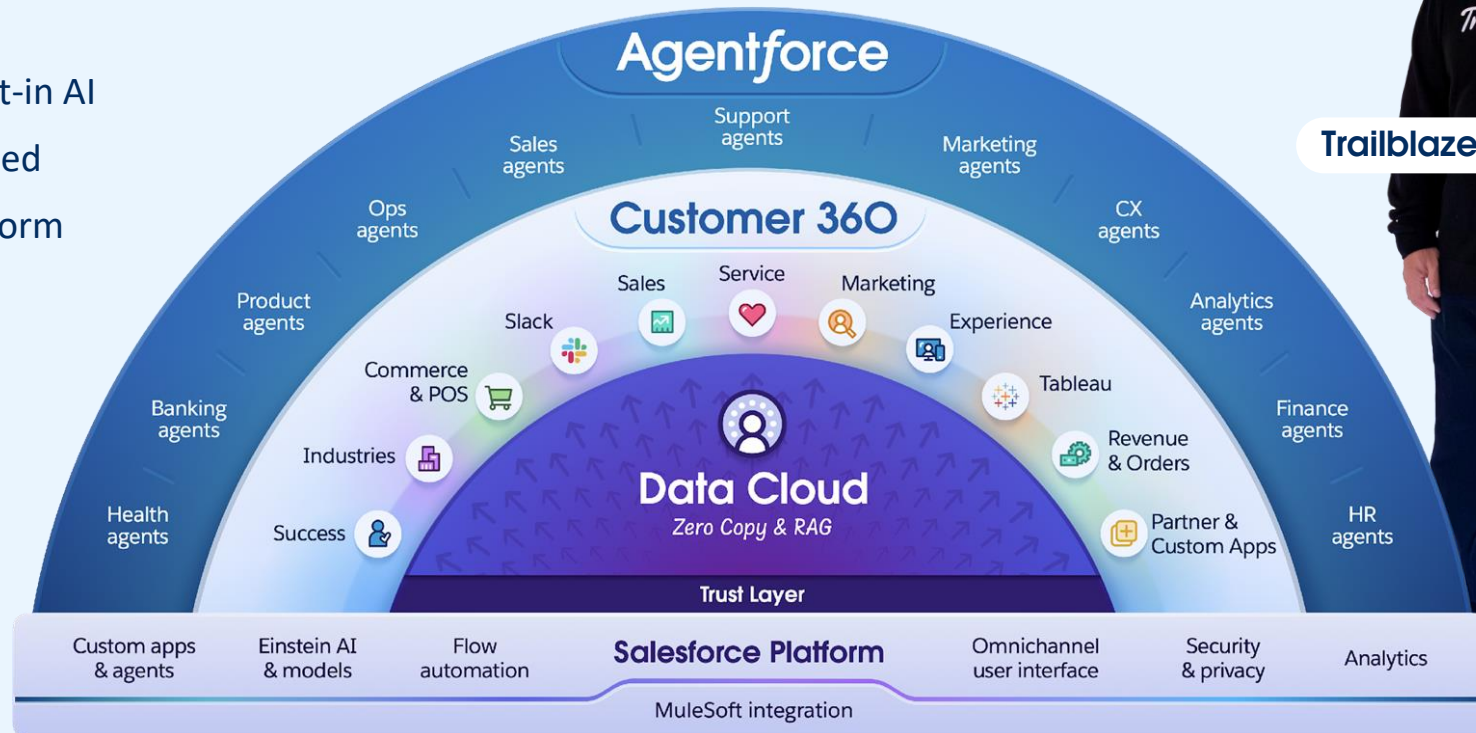 t-in AI
ed
orm
Tr
Trailblaze
Agentforce
Support
agents
Sales
agents
Marketing
agents
Ops
agents
CX
agents
Product
agents
Analytics
agents
Banking
agents
Finance
agents
Health
agents
HR
agents
Customer 360
Service
Sales
Marketing
Slack
Experience
Commerce
& POS
Tableau
Industries
Revenue
& Orders
Success
Partner &
Custom Apps
Data Cloud
Zero Copy & RAG
Trust Layer
Custom apps
& agents
Einstein AI
& models
Flow
automation
Salesforce Platform
Omnichannel
user interface
Security
& privacy
Analytics
MuleSoft integration